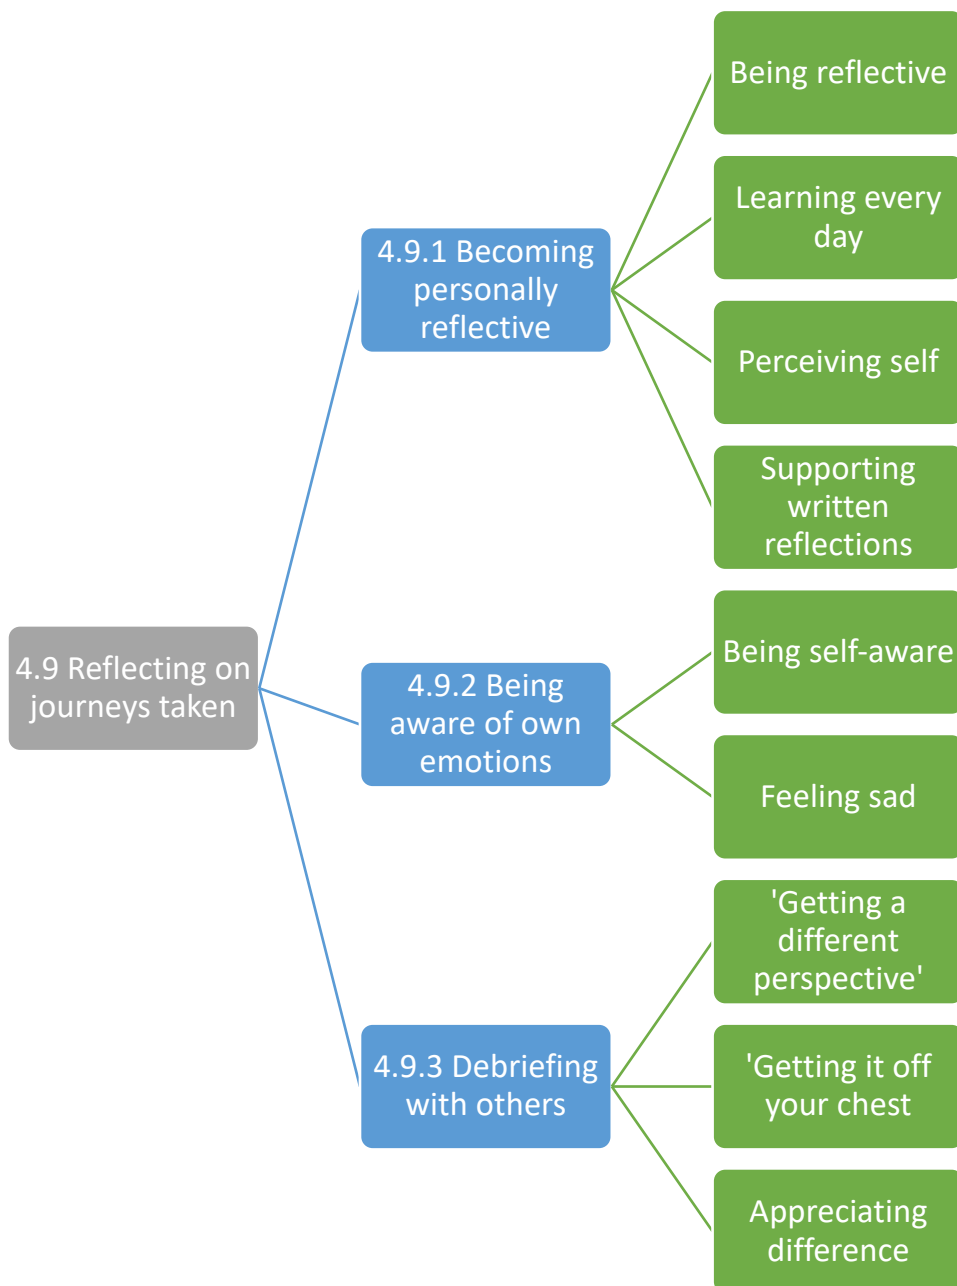 4.9 Reflecting on
journeys taken
4.9.1 Becoming
personally
reflective
Being reflective
Learning every
day
Perceiving self
Supporting
written
reflections
4.9.2 Being
aware of own
emotions
Being self-aware
Feeling sad
4.9.3 Debriefing
with others
'Getting a
different
perspective'
'Getting it off
your chest
Appreciating
difference